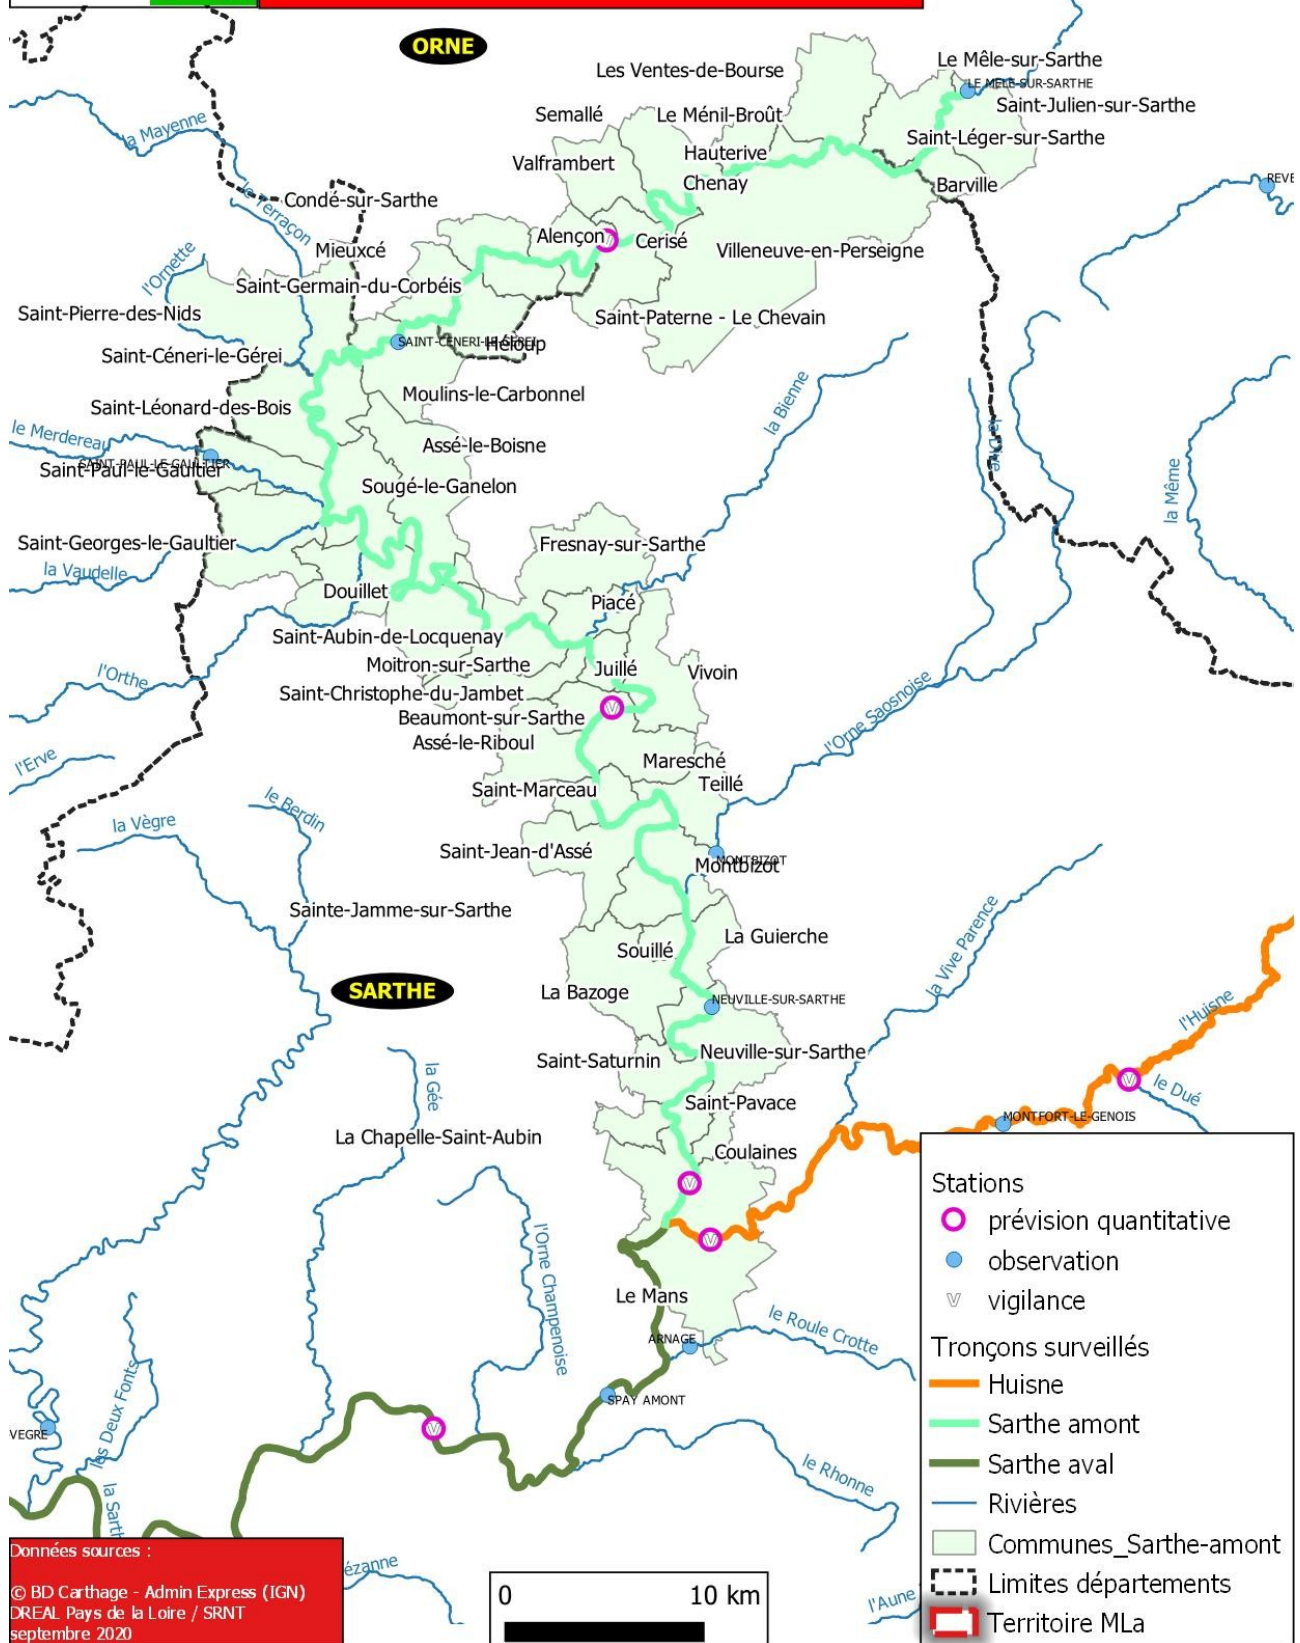 ORNE
Le Mêle-sur-Sarthe
LE MELE-SUR-SARTHE
Les Ventes-de-Bourse
Saint-Julien-sur-Sarthe
Semallé
Le Ménil-Broût
la Mayenne
Saint-Léger-sur-Sarthe
Hauterive
Valframbert
Chenay
Barville
REVE
le Terraçon
Condé-sur-Sarthe
Alençon
V
Cerisé
Mieuxcé
Villeneuve-en-Perseigne
l'Ornette
Saint-Germain-du-Corbéis
Saint-Pierre-des-Nids
Saint-Paterne - Le Chevain
SAINT-CENERI-LE-GEREI
Héloup
Saint-Céneri-le-Gérei
Moulins-le-Carbonnel
la Bienne
Saint-Léonard-des-Bois
le Merdereau
la Dive
Assé-le-Boisne
SAINT-PAUL-LE-GAULTIER
Saint-Paul-le-Gaultier
Sougé-le-Ganelon
la Même
Saint-Georges-le-Gaultier
Fresnay-sur-Sarthe
la Vaudelle
Douillet
Piacé
Saint-Aubin-de-Locquenay
Moitron-sur-Sarthe
Juillé
Vivoin
l'Orthe
Saint-Christophe-du-Jambet
V
Beaumont-sur-Sarthe
l'Orne Saosnoise
Assé-le-Riboul
l'Erve
Maresché
Teillé
Saint-Marceau
le Berdin
la Vègre
Saint-Jean-d'Assé
MONTBIZOT
Montbizot
Sainte-Jamme-sur-Sarthe
la Vive Parence
La Guierche
Souillé
SARTHE
La Bazoge
NEUVILLE-SUR-SARTHE
l'Huisne
Neuville-sur-Sarthe
Saint-Saturnin
V
la Gée
le Dué
Saint-Pavace
MONTFORT-LE-GENOIS
La Chapelle-Saint-Aubin
Coulaines
V
V
l'Orne Champenoise
Le Mans
le Roule Crotte
ARNAGE
SPAY AMONT
les Deux Fonts
VEGRE
V
le Rhonne
la Sarth
ézanne
l'Aune
Stations
prévision quantitative
observation
V vigilance
Tronçons surveillés
Huisne
Sarthe amont
Sarthe aval
Rivières
Communes_Sarthe-amont
Limites départements
Territoire MLa
Données sources :
© BD Carthage - Admin Express (IGN)
DREAL Pays de la Loire / SRNT
septembre 2020
0 10 km